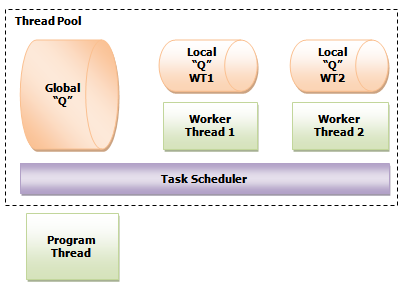 Thread Pool
Global
"Q"
Local
"Q"
WT1
Local
"Q"
WT2
Worker
Thread 1
Worker
Thread 2
Task Scheduler
Program
Thread